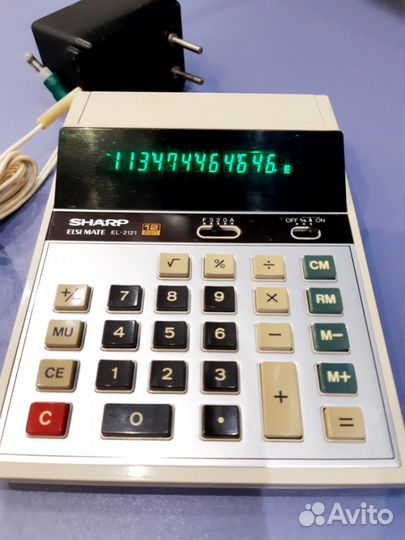 113474464646. E
SHARP
ELSI MATE EL-2121 12
F 3 2 0 A
OFF ON
√ % ÷ CM
+/− 7 8 9 × RM
MU 4 5 6 − M−
CE 1 2 3 + M+
C 0 • =
Avito